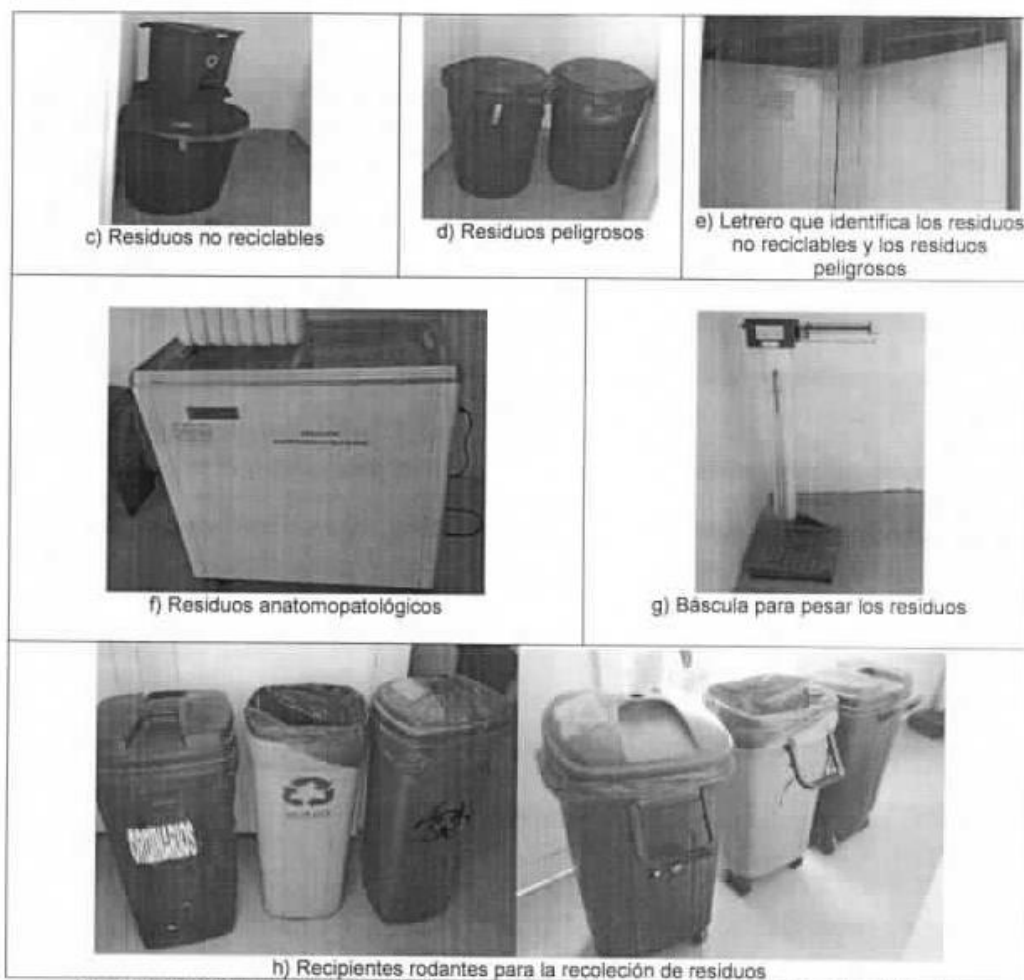 c) Residuos no reciclables
d) Residuos peligrosos
e) Letrero que identifica los residuos
no reciclables y los residuos
peligrosos
f) Residuos anatomopatológicos
g) Báscula para pesar los residuos
h) Recipientes rodantes para la recoleción de residuos